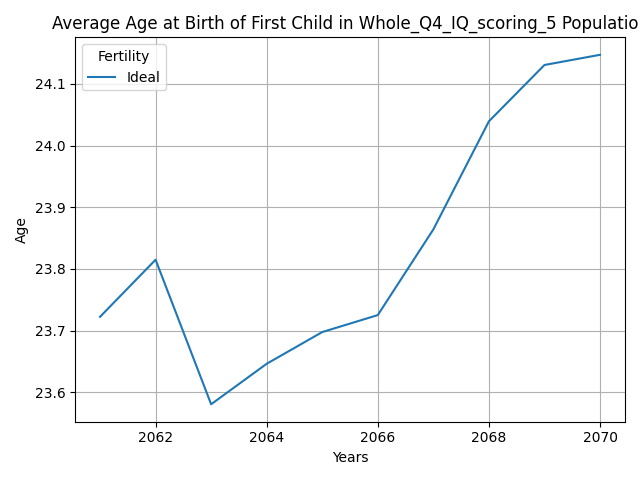 Average Age at Birth of First Child in Whole_Q4_IQ_scoring_5 Populatio
Fertility
Ideal
Age
24.1
24.0
23.9
23.8
23.7
23.6
2062 2064 2066 2068 2070
Years